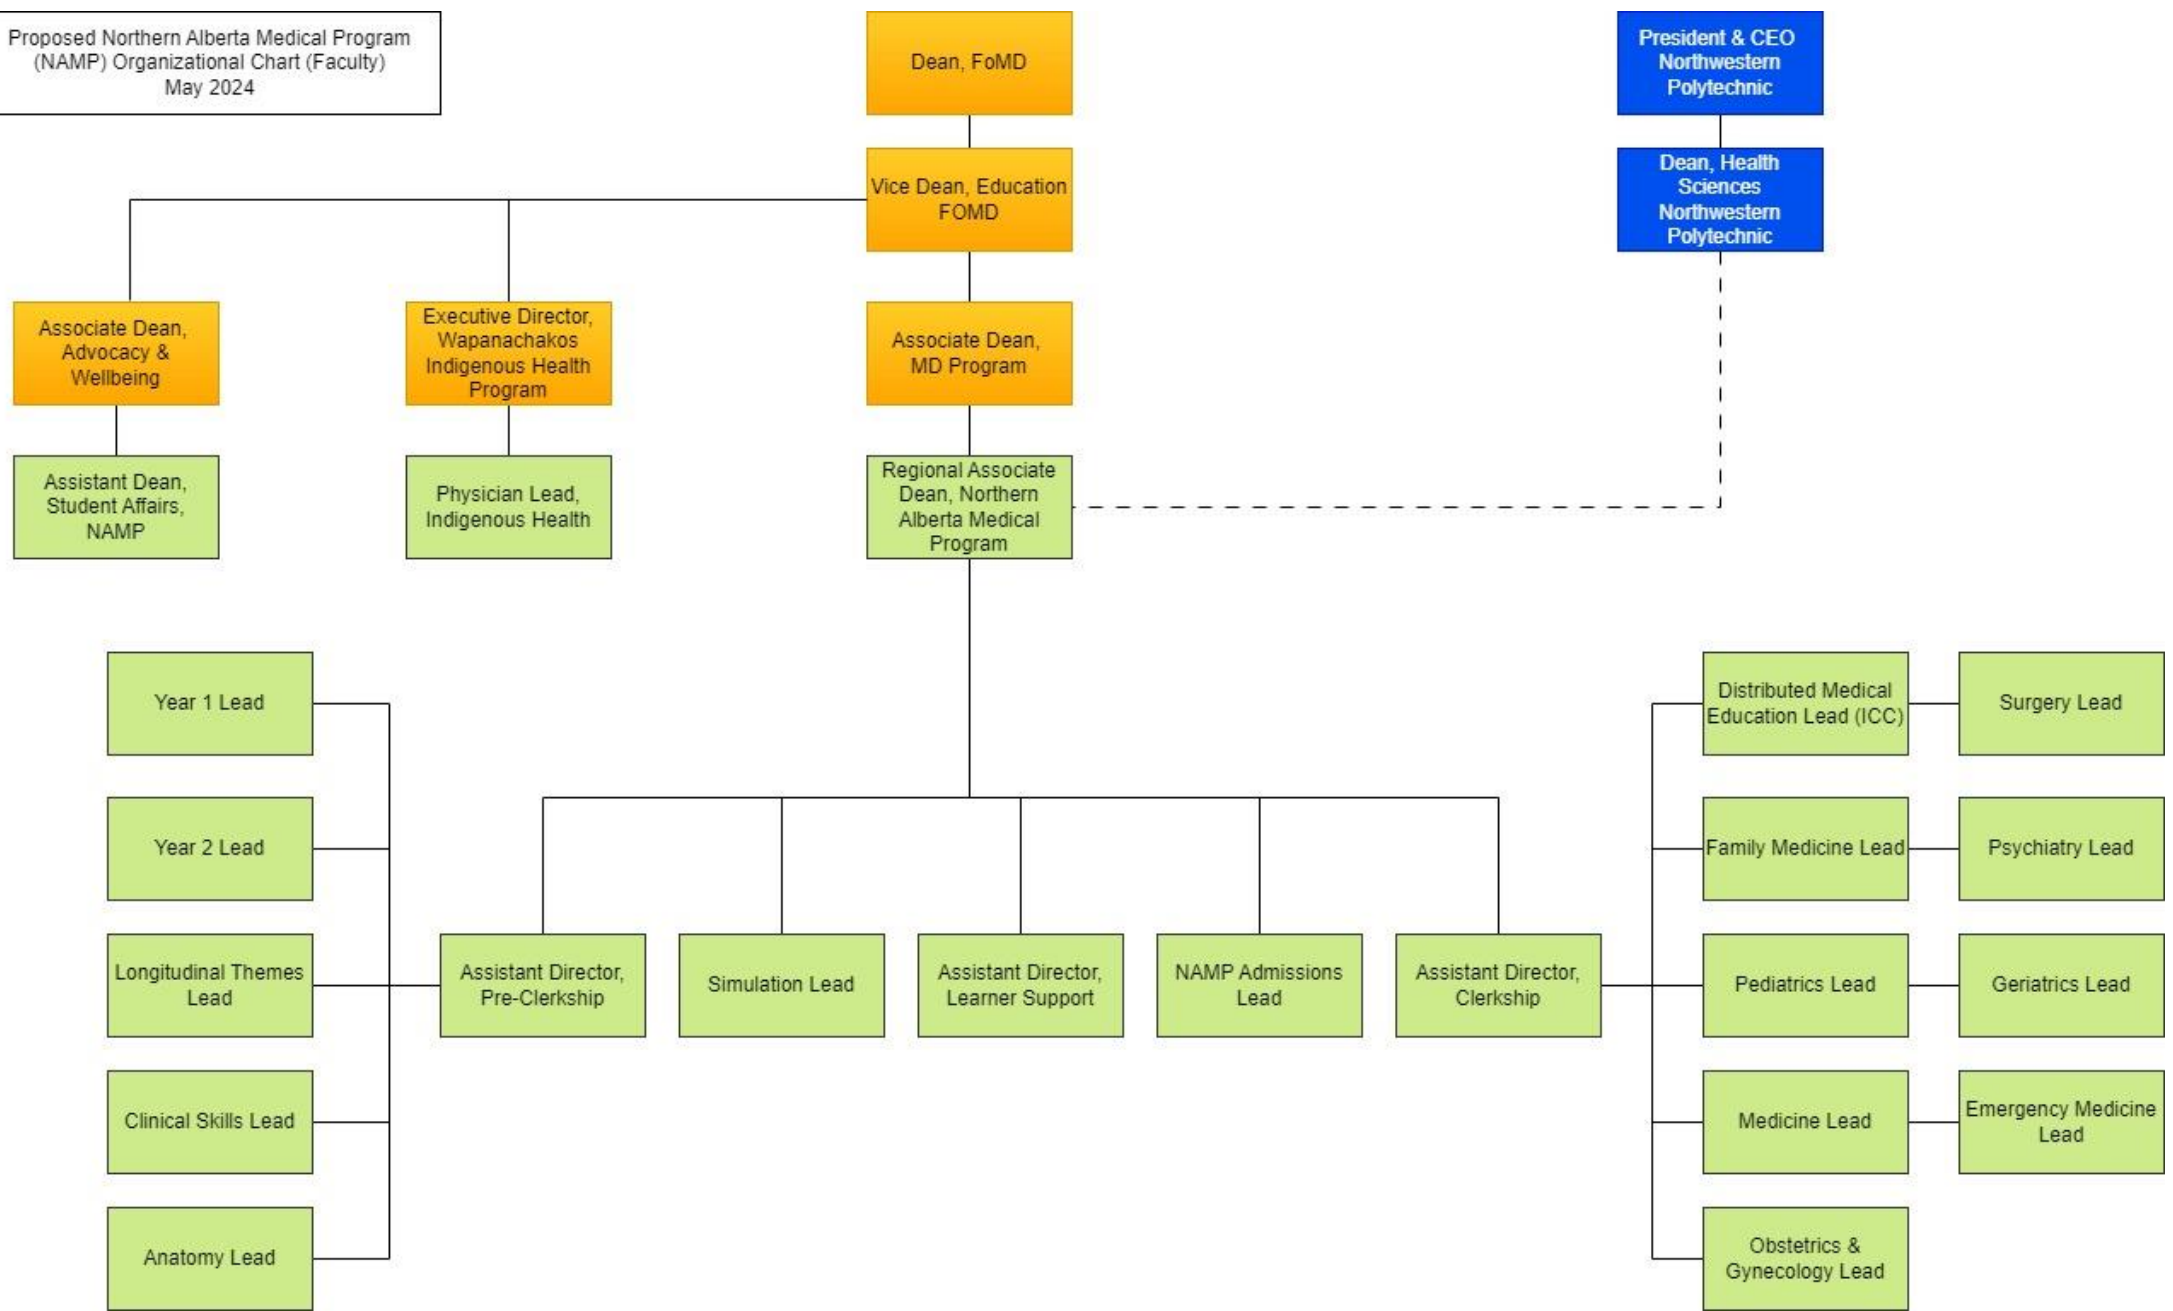 Proposed Northern Alberta Medical Program
(NAMP) Organizational Chart (Faculty)
May 2024
Dean, FoMD
President & CEO
Northwestern
Polytechnic
Vice Dean, Education
FOMD
Dean, Health
Sciences
Northwestern
Polytechnic
Associate Dean,
Advocacy &
Wellbeing
Executive Director,
Wapanachakos
Indigenous Health
Program
Associate Dean,
MD Program
Assistant Dean,
Student Affairs,
NAMP
Physician Lead,
Indigenous Health
Regional Associate
Dean, Northern
Alberta Medical
Program
Year 1 Lead
Distributed Medical
Education Lead (ICC)
Surgery Lead
Year 2 Lead
Family Medicine Lead
Psychiatry Lead
Longitudinal Themes
Lead
Assistant Director,
Pre-Clerkship
Simulation Lead
Assistant Director,
Learner Support
NAMP Admissions
Lead
Assistant Director,
Clerkship
Pediatrics Lead
Geriatrics Lead
Clinical Skills Lead
Medicine Lead
Emergency Medicine
Lead
Anatomy Lead
Obstetrics &
Gynecology Lead